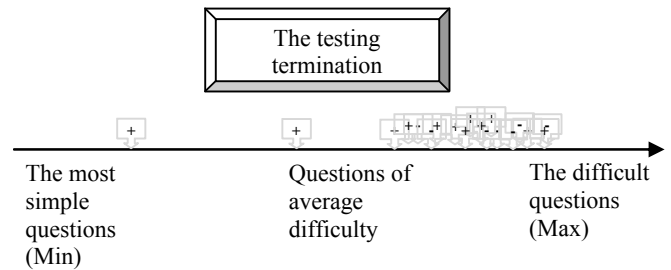 The testing
termination
+ +
The most
simple
questions
(Min)
Questions of
average
difficulty
The difficult
questions
(Max)